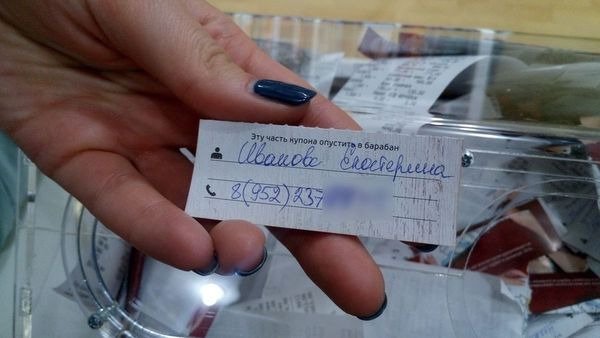 Эту часть купона опустить в барабан
Иванова Екатерина
8(952)237